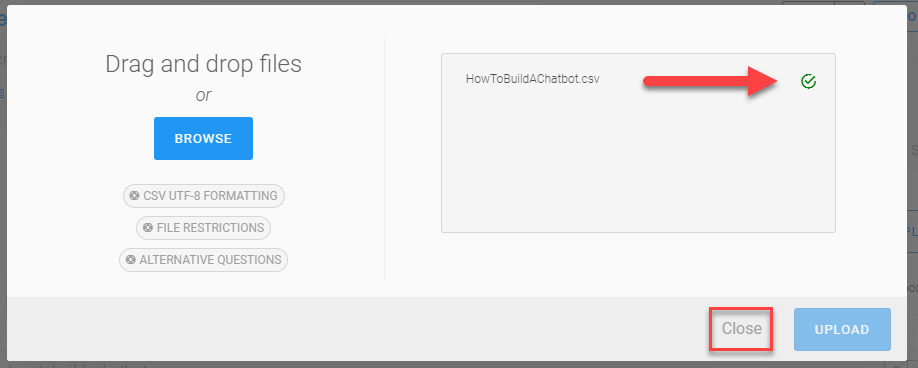 Drag and drop files
or
BROWSE
CSV UTF-8 FORMATTING
FILE RESTRICTIONS
ALTERNATIVE QUESTIONS
HowToBuildAChatbot.csv
Close
UPLOAD